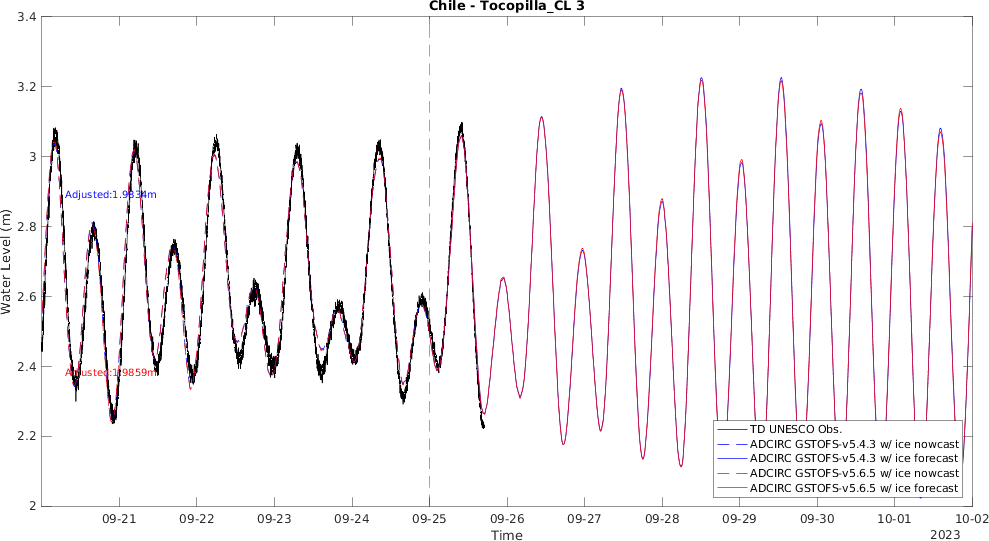 Chile - Tocopilla_CL 3
3.4
3.2
3
2.8
2.6
2.4
2.2
2
Water Level (m)
Adjusted:1.9334m
Adjusted:1.9859m
TD UNESCO Obs.
ADCIRC GSTOFS-v5.4.3 w/ ice nowcast
ADCIRC GSTOFS-v5.4.3 w/ ice forecast
ADCIRC GSTOFS-v5.6.5 w/ ice nowcast
ADCIRC GSTOFS-v5.6.5 w/ ice forecast
09-21 09-22 09-23 09-24 09-25 09-26 09-27 09-28 09-29 09-30 10-01 10-02
Time
2023